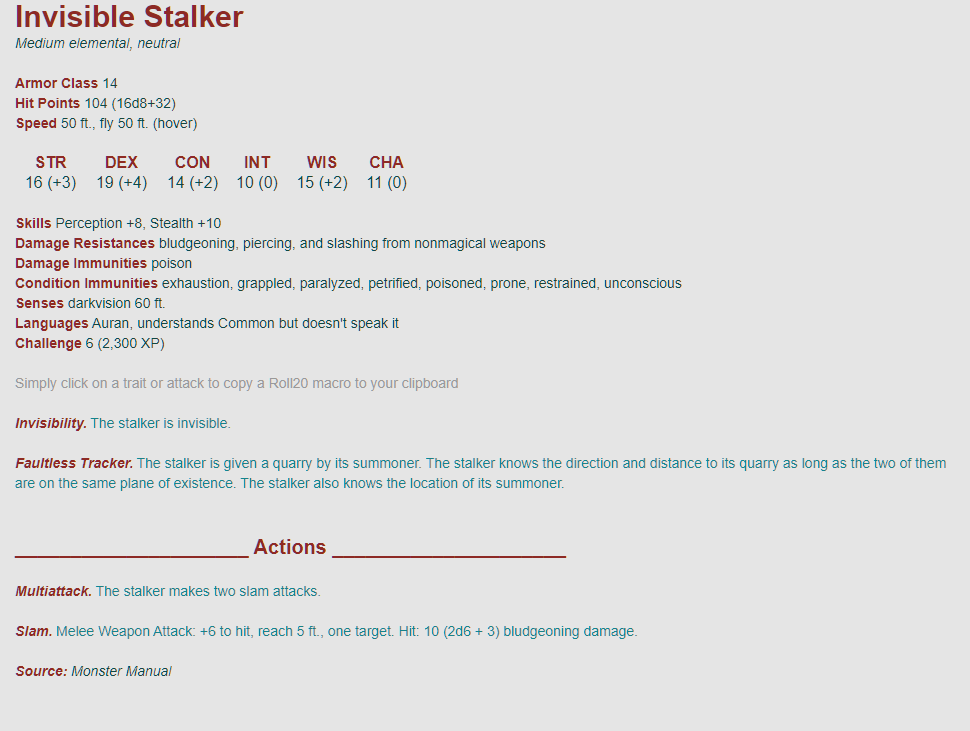 Invisible Stalker
Medium elemental, neutral
Armor Class 14
Hit Points 104 (16d8+32)
Speed 50 ft., fly 50 ft. (hover)
STR DEX CON INT WIS CHA
16 (+3) 19 (+4) 14 (+2) 10 (0) 15 (+2) 11 (0)
Skills Perception +8, Stealth +10
Damage Resistances bludgeoning, piercing, and slashing from nonmagical weapons
Damage Immunities poison
Condition Immunities exhaustion, grappled, paralyzed, petrified, poisoned, prone, restrained, unconscious
Senses darkvision 60 ft.
Languages Auran, understands Common but doesn't speak it
Challenge 6 (2,300 XP)
Simply click on a trait or attack to copy a Roll20 macro to your clipboard
Invisibility. The stalker is invisible.
Faultless Tracker. The stalker is given a quarry by its summoner. The stalker knows the direction and distance to its quarry as long as the two of them
are on the same plane of existence. The stalker also knows the location of its summoner.
_____________________ Actions _____________________
Multiattack. The stalker makes two slam attacks.
Slam. Melee Weapon Attack: +6 to hit, reach 5 ft., one target. Hit: 10 (2d6 + 3) bludgeoning damage.
Source: Monster Manual